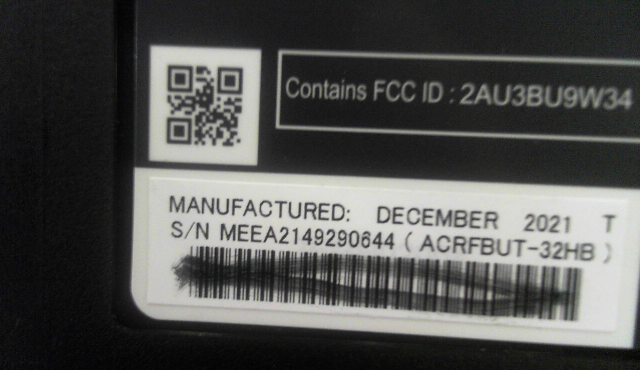 Contains FCC ID : 2AU3BU9W34
MANUFACTURED: DECEMBER 2021 T
S/N MEEA2149290644 ( ACRFBUT-32HB )